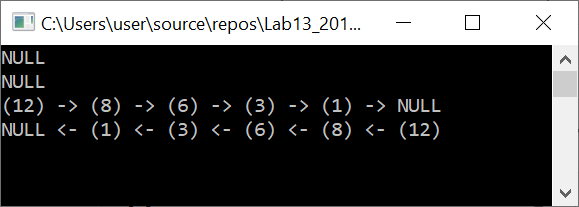 C:\Users\user\source\repos\Lab13_201...
NULL
NULL
(12) -> (8) -> (6) -> (3) -> (1) -> NULL
NULL <- (1) <- (3) <- (6) <- (8) <- (12)